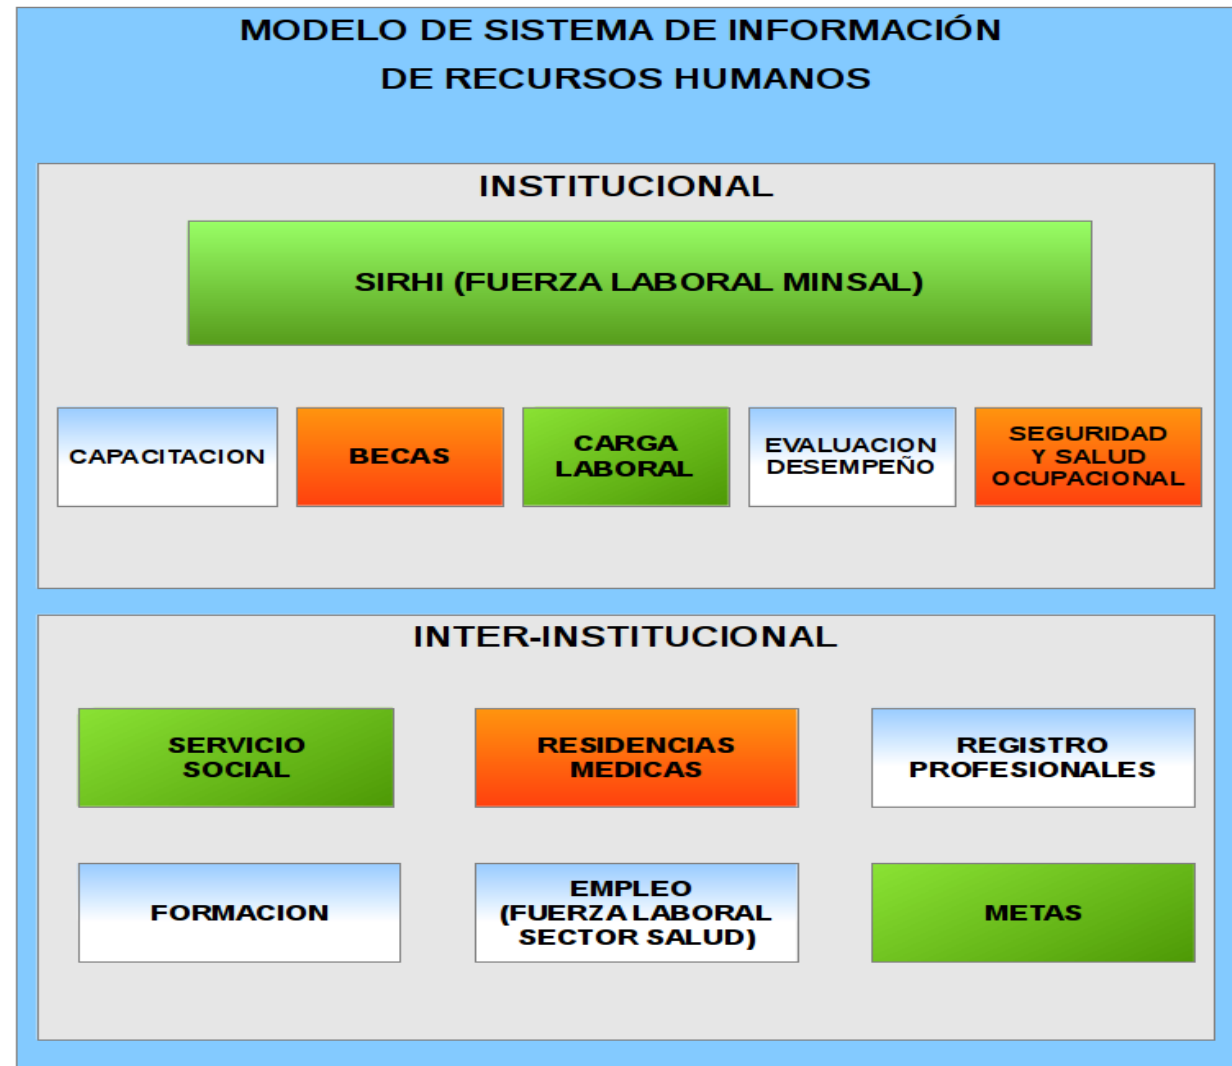 MODELO DE SISTEMA DE INFORMACIÓN
DE RECURSOS HUMANOS
INSTITUCIONAL
SIRHI (FUERZA LABORAL MINSAL)
CAPACITACION
BECAS
CARGA
LABORAL
EVALUACION
DESEMPEÑO
SEGURIDAD
Y SALUD
OCUPACIONAL
INTER-INSTITUCIONAL
SERVICIO
SOCIAL
RESIDENCIAS
MEDICAS
REGISTRO
PROFESIONALES
FORMACION
EMPLEO
(FUERZA LABORAL
SECTOR SALUD)
METAS